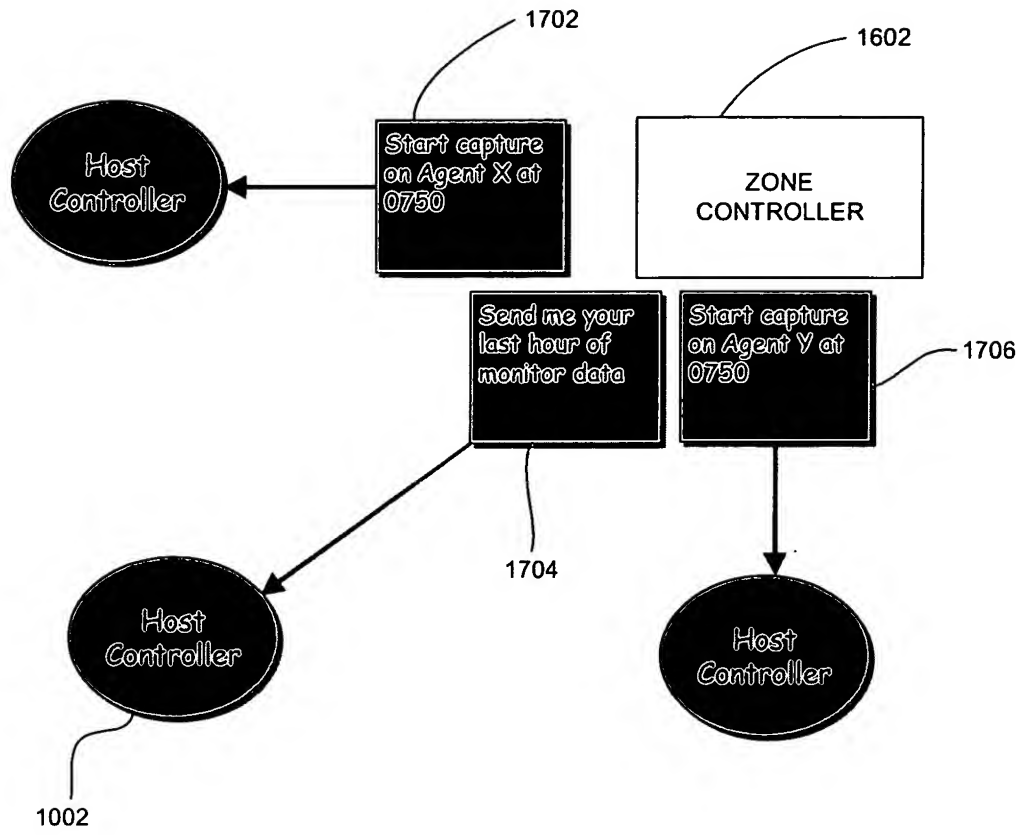 1702
1602
Host
Controller
Start capture
on Agent X at
0750
ZONE
CONTROLLER
Send me your
last hour of
monitor data
Start capture
on Agent Y at
0750
1706
1704
Host
Controller
Host
Controller
1002